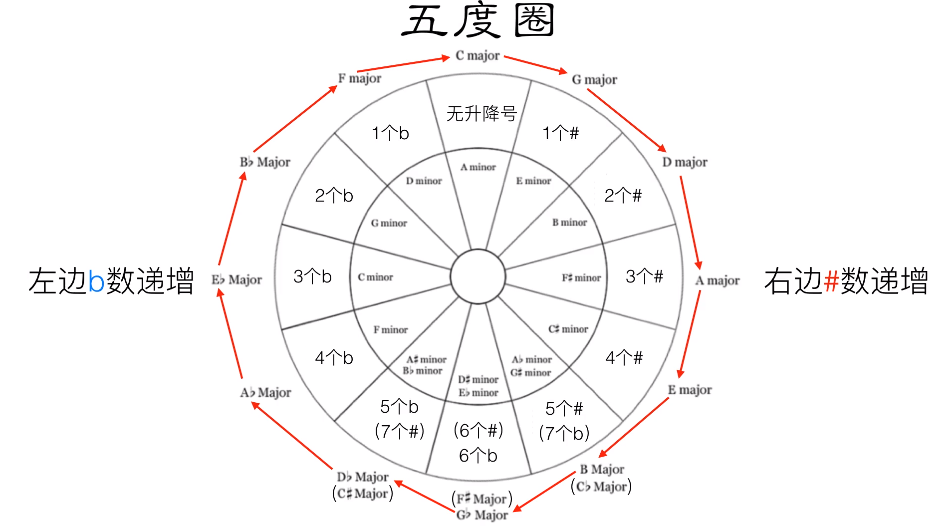 五度圈
C major
F major
G major
无升降号
1个b
1个#
B♭ Major
D major
A minor
D minor
E minor
2个b
2个#
G minor
B minor
左边b数递增
E♭ Major
3个b
C minor
F♯ minor
3个#
A major
右边#数递增
F minor
C♯ minor
4个b
4个#
A♯ minor
B♭ minor
A♭ minor
G♯ minor
D♯ minor
E♭ minor
A♭ Major
E major
5个b
(7个#)
5个#
(7个b)
(6个#)
6个b
D♭ Major
(C♯ Major)
B Major
(C♭ Major)
(F♯ Major)
G♭ Major